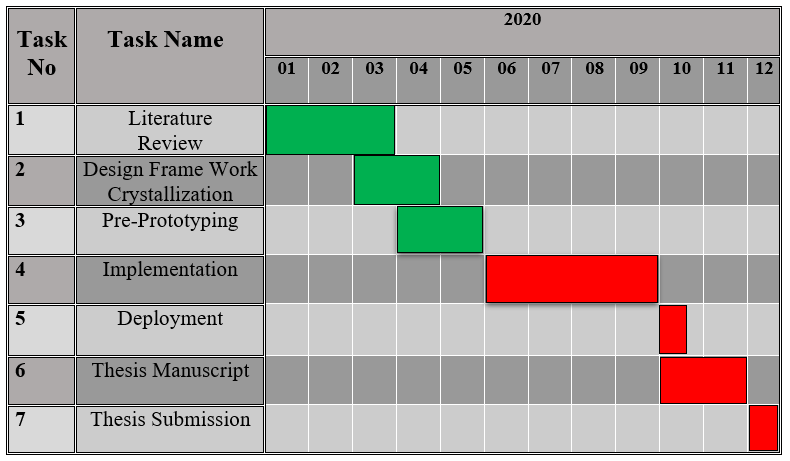 Task No
Task Name
2020
01 02 03 04 05 06 07 08 09 10 11 12
1 Literature
Review
2 Design Frame Work
Crystallization
3 Pre-Prototyping
4 Implementation
5 Deployment
6 Thesis Manuscript
7 Thesis Submission